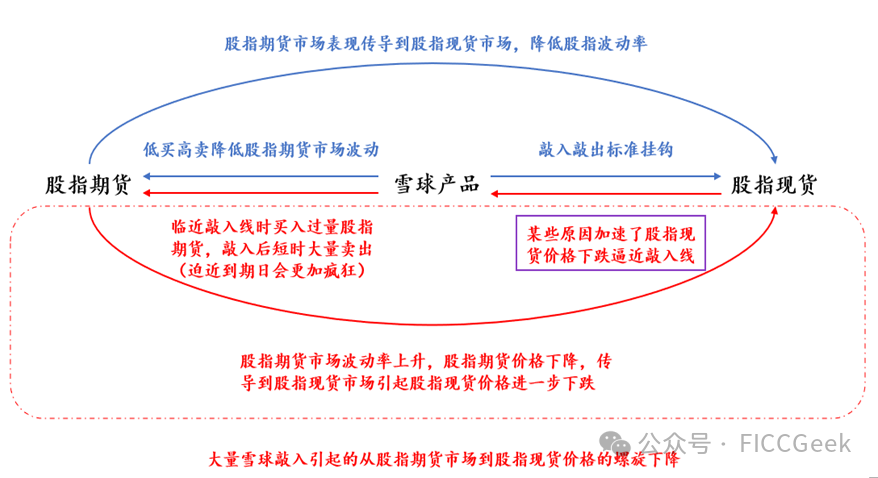 股指期货市场表现传导到股指现货市场，降低股指波动率
低买高卖降低股指期货市场波动
敲入敲出标准挂钩
股指期货
雪球产品
股指现货
临近敲入线时买入过量股指
期货，敲入后短时大量卖出
（迫近到期日会更加疯狂）
某些原因加速了股指现
货价格下跌逼近敲入线
股指期货市场波动率上升，股指期货价格下降，传
导到股指现货市场引起股指现货价格进一步下跌
公众号 · FICCGeek
大量雪球敲入引起的从股指期货市场到股指现货价格的螺旋下降